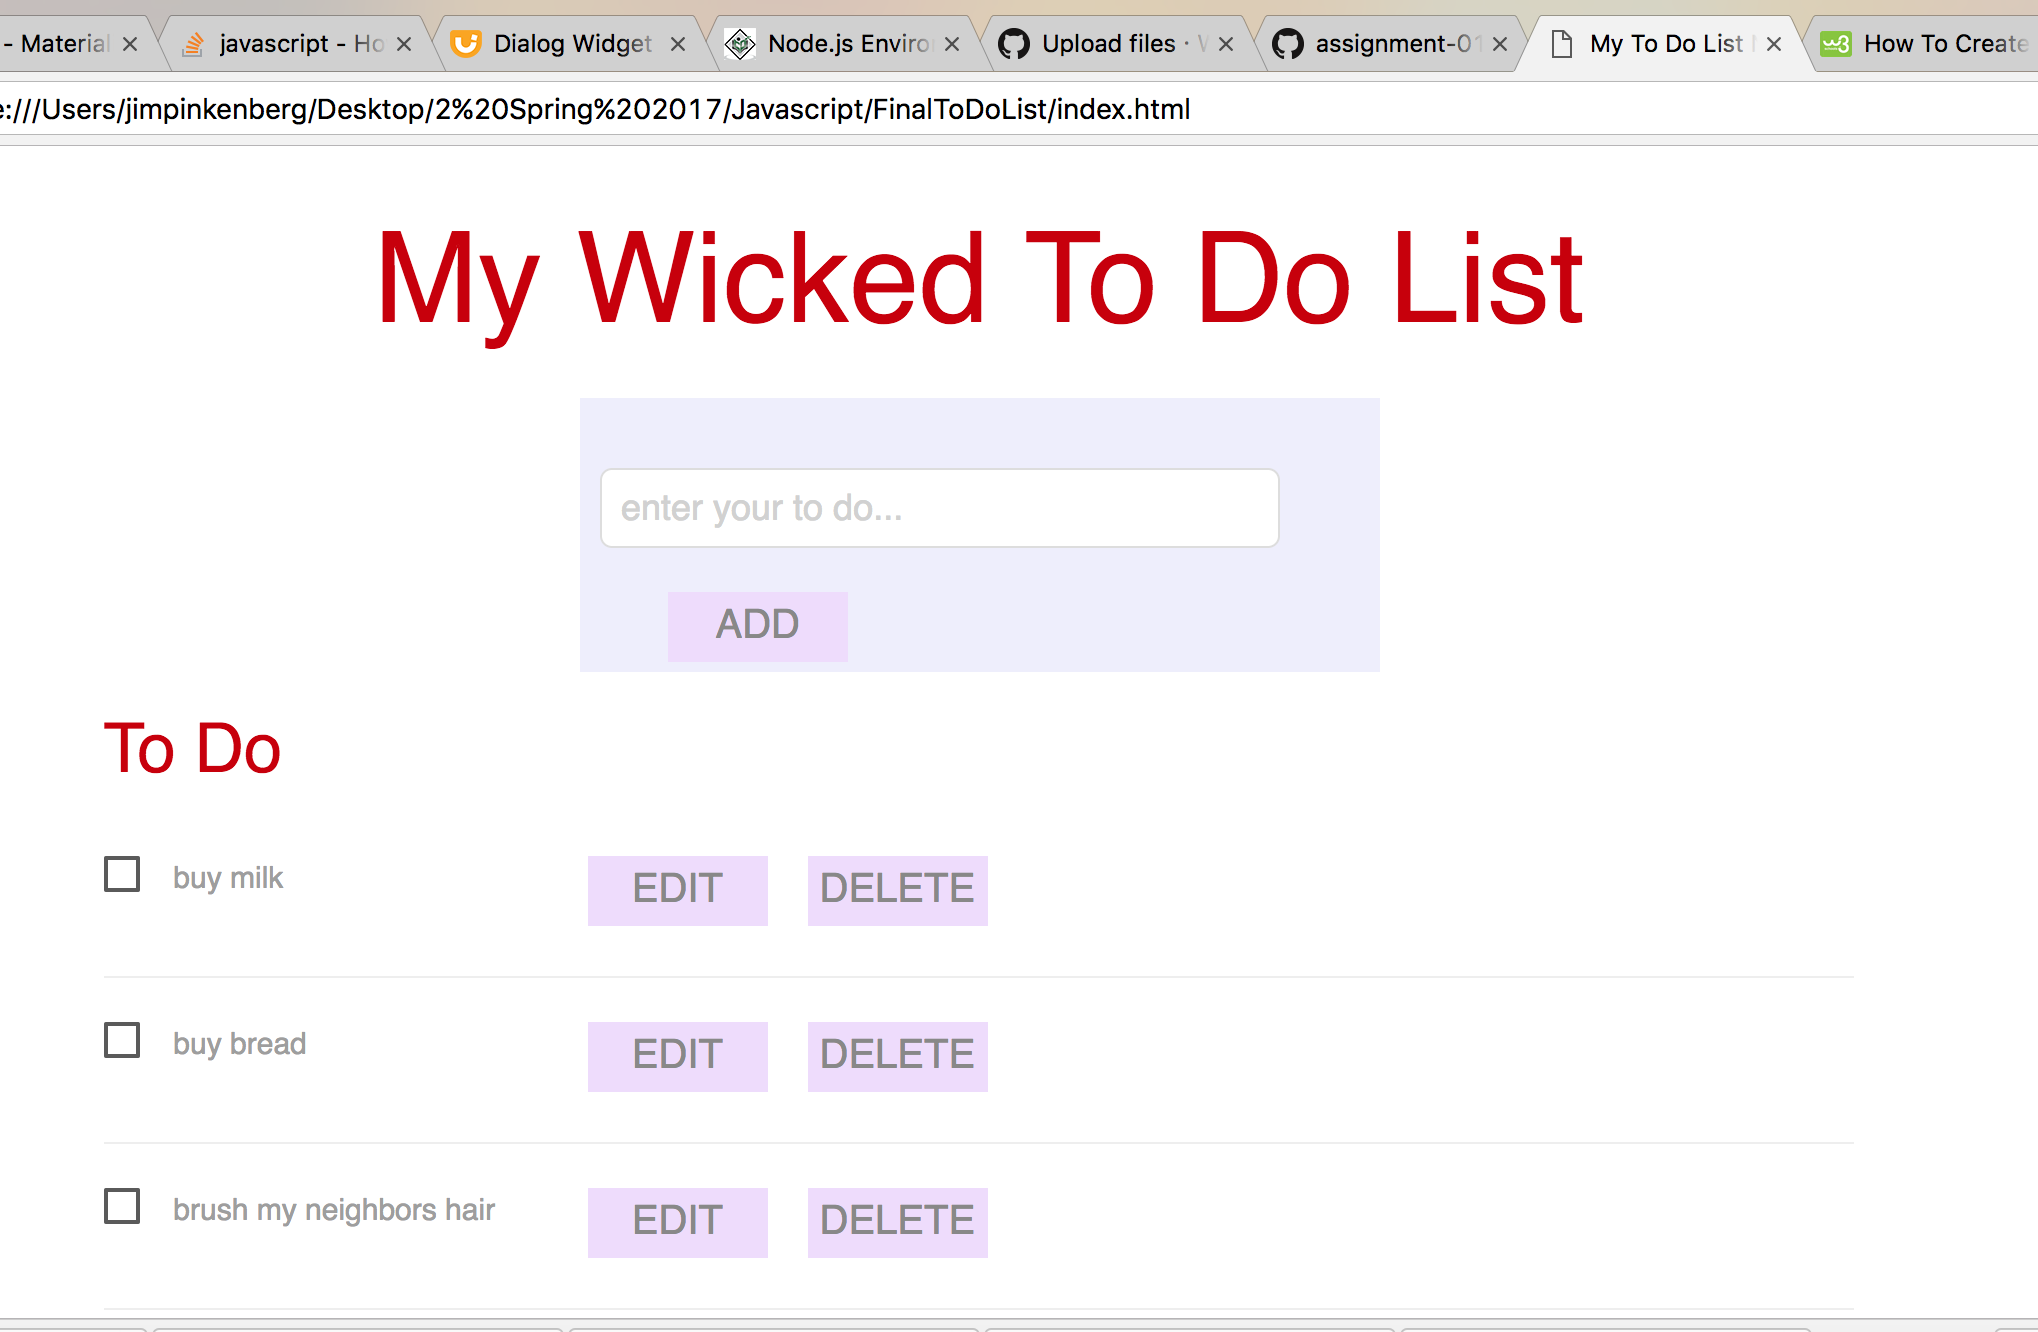 - Material
javascript - Ho
Dialog Widget
Node.js Enviro
Upload files ·
assignment-01
My To Do List
How To Create
e:///Users/jimpinkenberg/Desktop/2%20Spring%202017/Javascript/FinalToDoList/index.html
My Wicked To Do List
enter your to do...
ADD
To Do
buy milk EDIT DELETE
buy bread EDIT DELETE
brush my neighbors hair EDIT DELETE